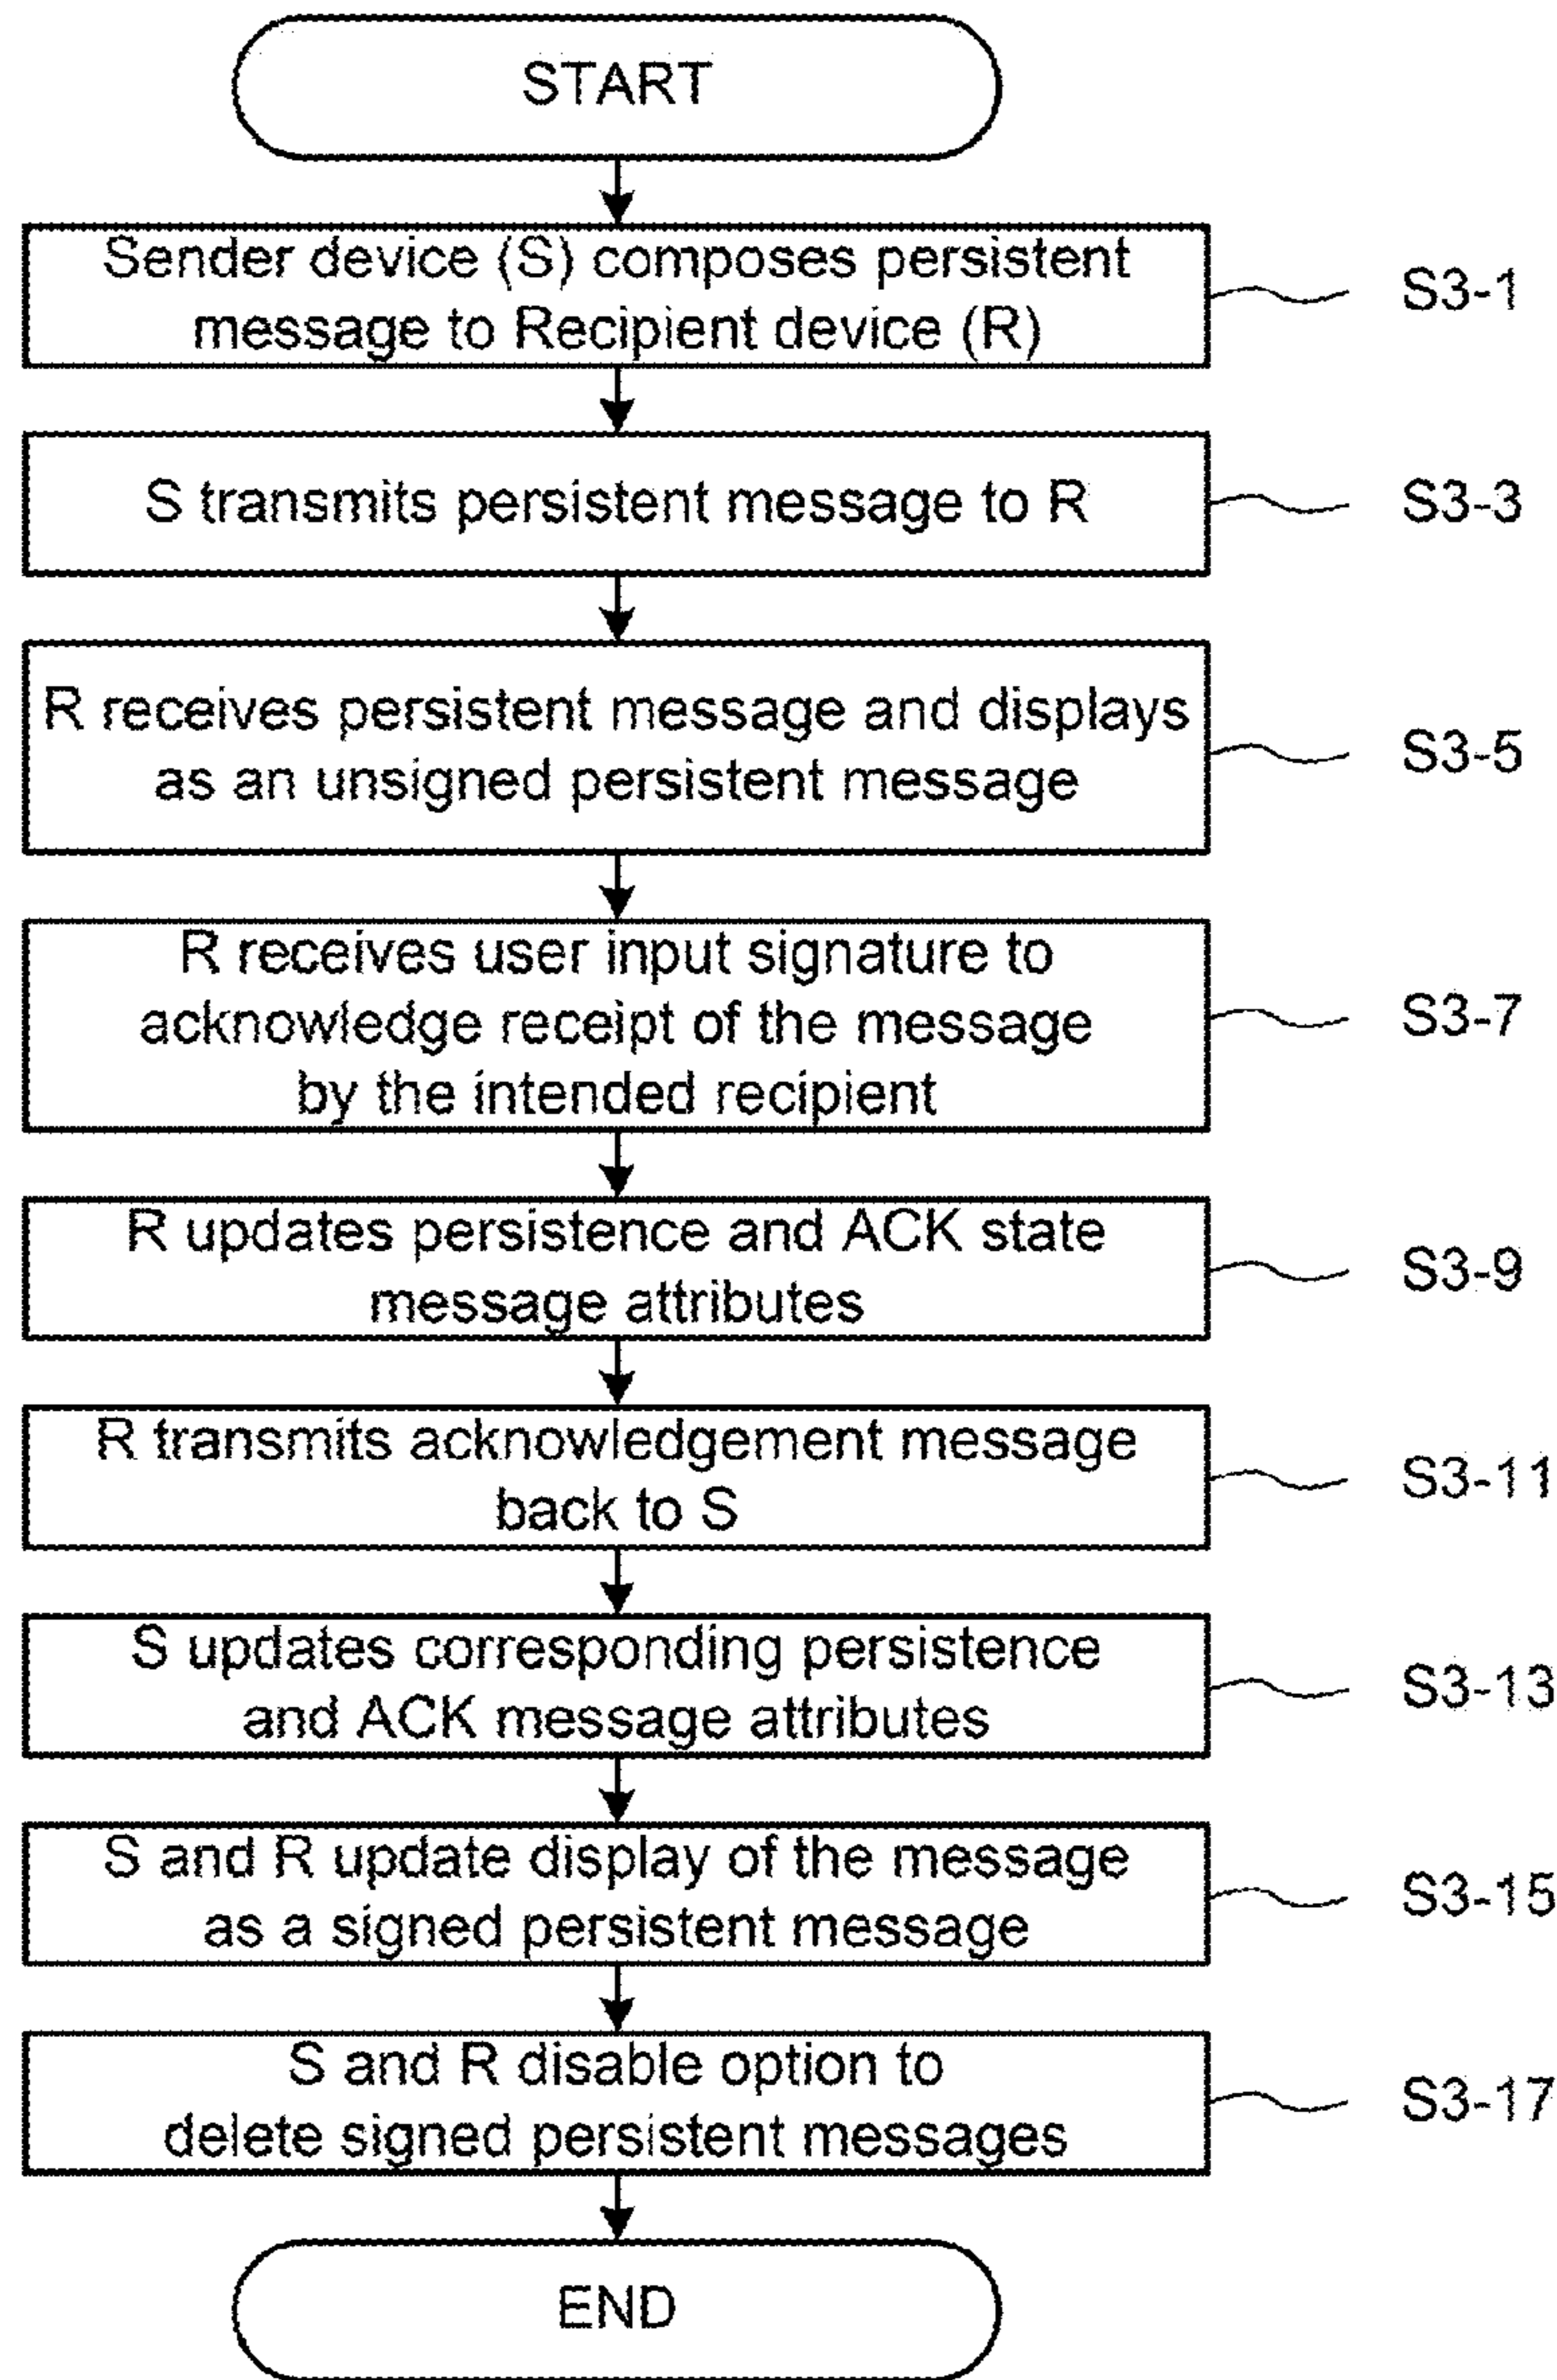 START
Sender device (S) composes persistent
message to Recipient device (R)
S3-1
S transmits persistent message to R
S3-3
R receives persistent message and displays
as an unsigned persistent message
S3-5
R receives user input signature to
acknowledge receipt of the message
by the intended recipient
S3-7
R updates persistence and ACK state
message attributes
S3-9
R transmits acknowledgement message
back to S
S3-11
S updates corresponding persistence
and ACK message attributes
S3-13
S and R update display of the message
as a signed persistent message
S3-15
S and R disable option to
delete signed persistent messages
S3-17
END